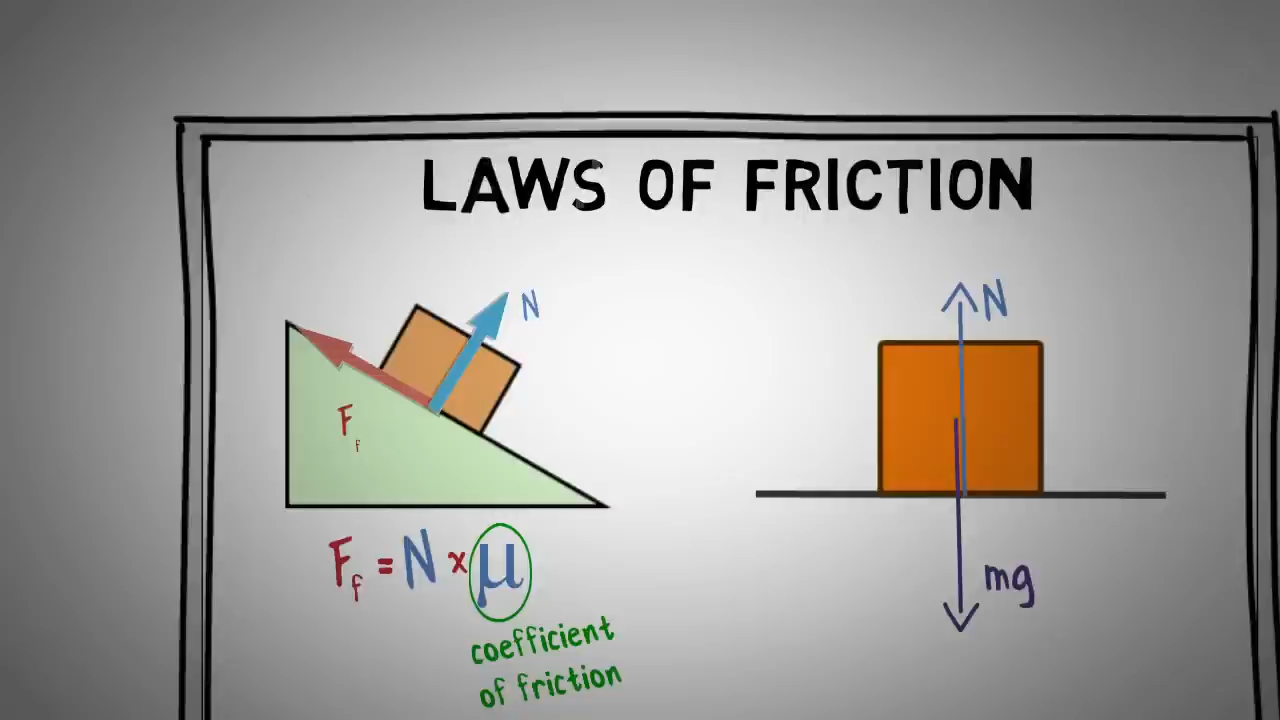 LAWS OF FRICTION
N
F_f
F_f = N × μ
coefficient
of friction
N
mg